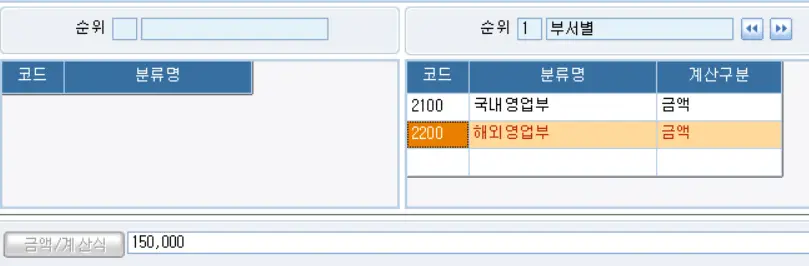 순위
순위 1 부서별
코드 분류명
코드 분류명 계산구분
2100 국내영업부 금액
2200 해외영업부 금액
금액/계산식 150,000